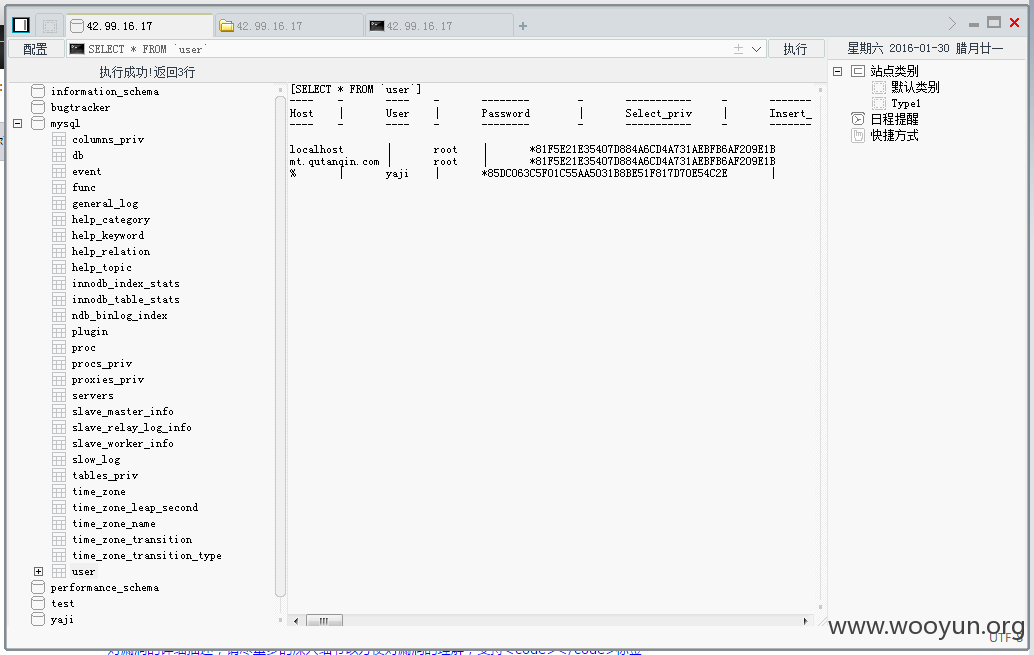 42.99.16.17
42.99.16.17
42.99.16.17
配置
SELECT * FROM `user`
执行
星期六 2016-01-30 腊月廿一
执行成功!返回3行
information_schema
bugtracker
mysql
columns_priv
db
event
func
general_log
help_category
help_keyword
help_relation
help_topic
innodb_index_stats
innodb_table_stats
ndb_binlog_index
plugin
proc
procs_priv
proxies_priv
servers
slave_master_info
slave_relay_log_info
slave_worker_info
slow_log
tables_priv
time_zone
time_zone_leap_second
time_zone_name
time_zone_transition
time_zone_transition_type
user
performance_schema
test
yaji
[SELECT * FROM `user`]
---- - ---- - -------- - ----------- - -------
Host | User | Password | Select_priv | Insert_
---- - ---- - -------- - ----------- - -------
localhost | root | *81F5E21E35407D884A6CD4A731AEBFB6AF209E1B
mt.qutanqin.com | root | *81F5E21E35407D884A6CD4A731AEBFB6AF209E1B
% | yaji | *85DC063C5F01C55AA5031B8BE51F817D70E54C2E |
站点类别
默认类别
Type1
日程提醒
快捷方式
www.wooyun.org
UTF-8